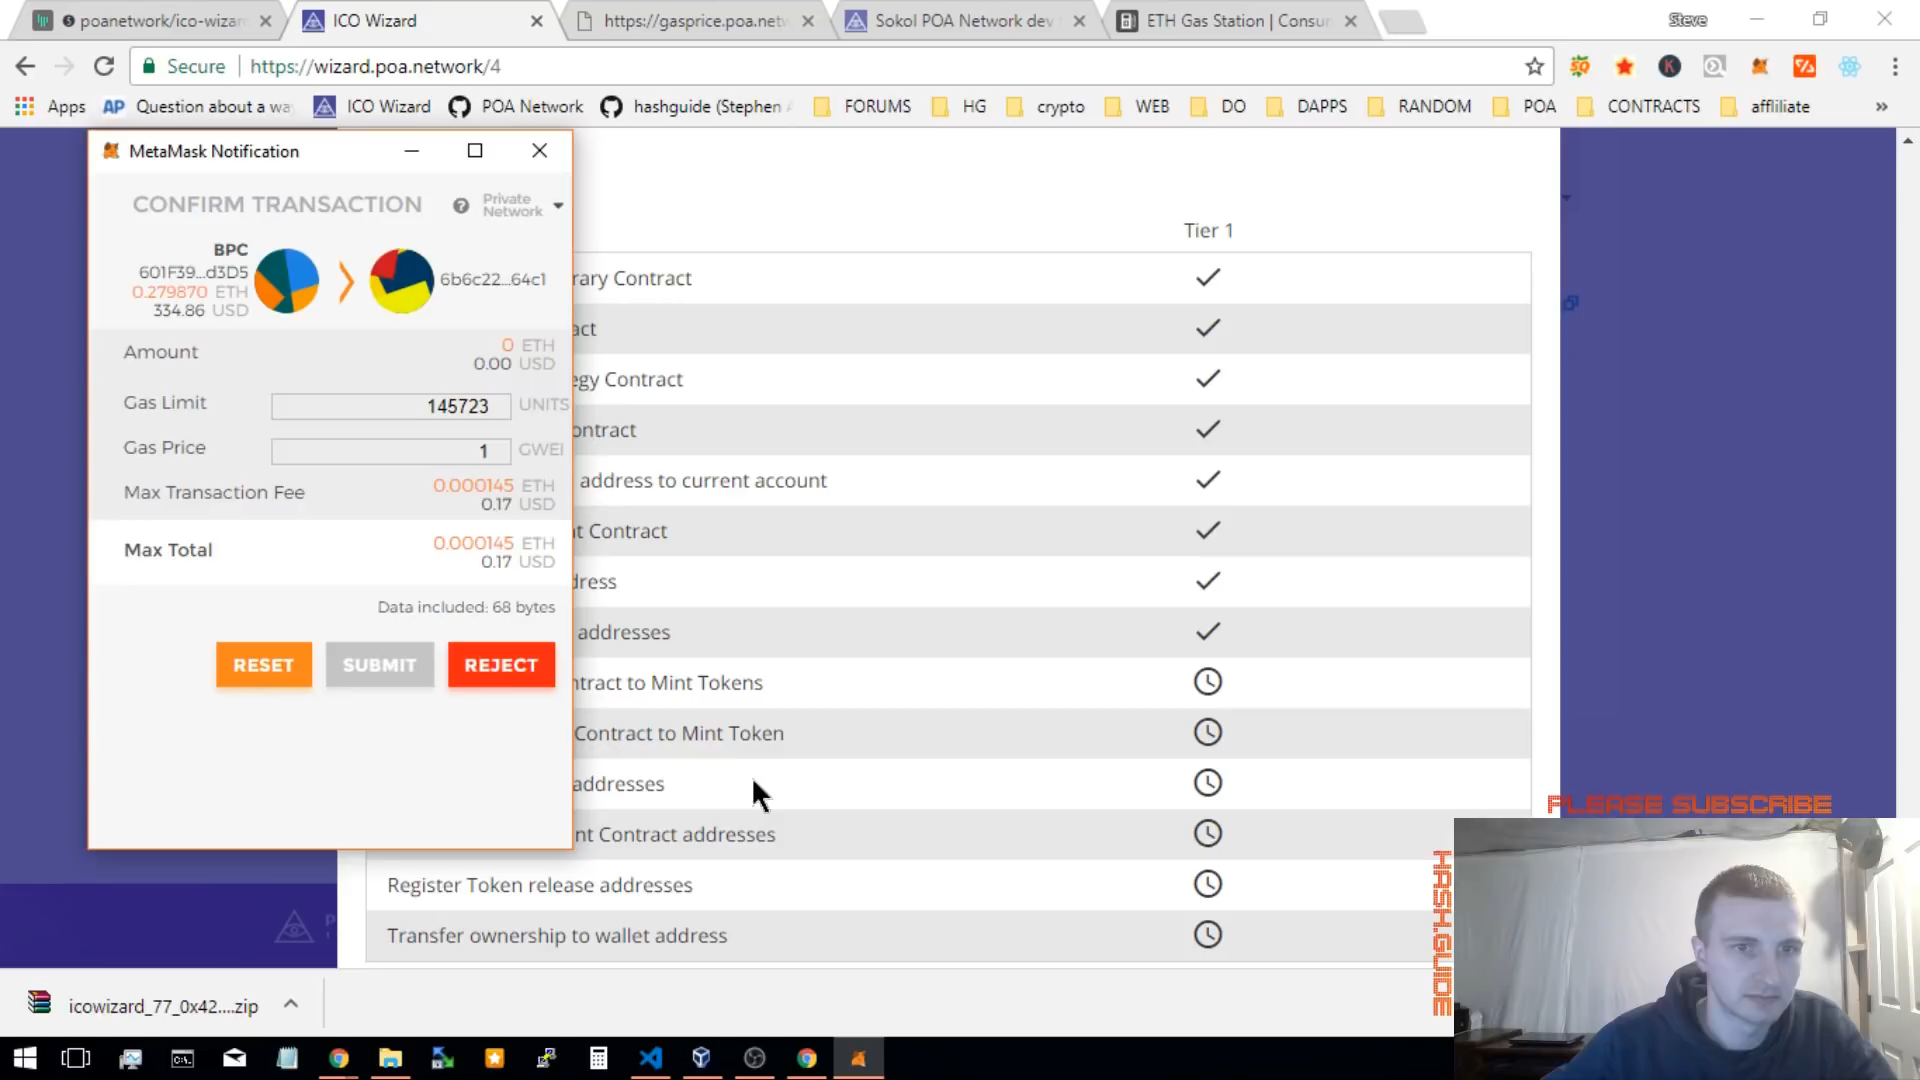 poanetwork/ico-wizar
ICO Wizard
https://gasprice.poa.netw
Sokol POA Network dev
ETH Gas Station | Consum
Steve
Secure
https://wizard.poa.network/4
Apps
AP
Question about a wa
ICO Wizard
POA Network
hashguide (Stephen
FORUMS
HG
crypto
WEB
DO
DAPPS
RANDOM
POA
CONTRACTS
affliliate
»
MetaMask Notification
CONFIRM TRANSACTION
Private
Network
BPC
601F39...d3D5
0.279870 ETH
334.86 USD
6b6c22...64c1
Amount
0 ETH
0.00 USD
Gas Limit
145723
UNITS
Gas Price
1
GWEI
Max Transaction Fee
0.000145 ETH
0.17 USD
Max Total
0.000145 ETH
0.17 USD
Data included: 68 bytes
RESET
SUBMIT
REJECT
Tier 1
rary Contract
act
egy Contract
ontract
address to current account
nt Contract
dress
addresses
ntract to Mint Tokens
Contract to Mint Token
addresses
nt Contract addresses
Register Token release addresses
Transfer ownership to wallet address
PLEASE SUBSCRIBE
HASH.GUIDE
icowizard_77_0x42....zip